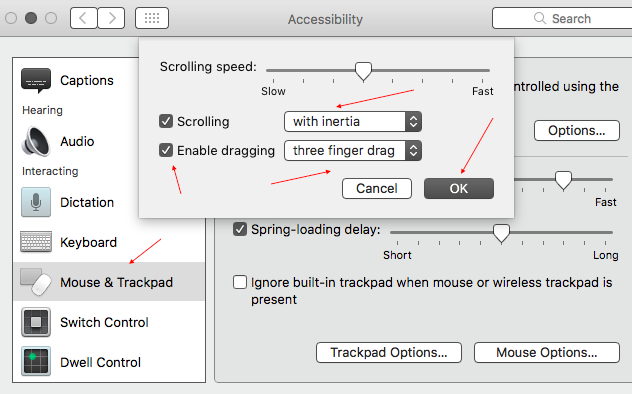 Accessibility
Search
Captions
Hearing
Audio
Interacting
Dictation
Keyboard
Mouse & Trackpad
Switch Control
Dwell Control
Scrolling speed:
Slow
Fast
Scrolling
with inertia
Enable dragging
three finger drag
Cancel
OK
ntrolled using the
Options...
Fast
Spring-loading delay:
Short
Long
Ignore built-in trackpad when mouse or wireless trackpad is
present
Trackpad Options...
Mouse Options...